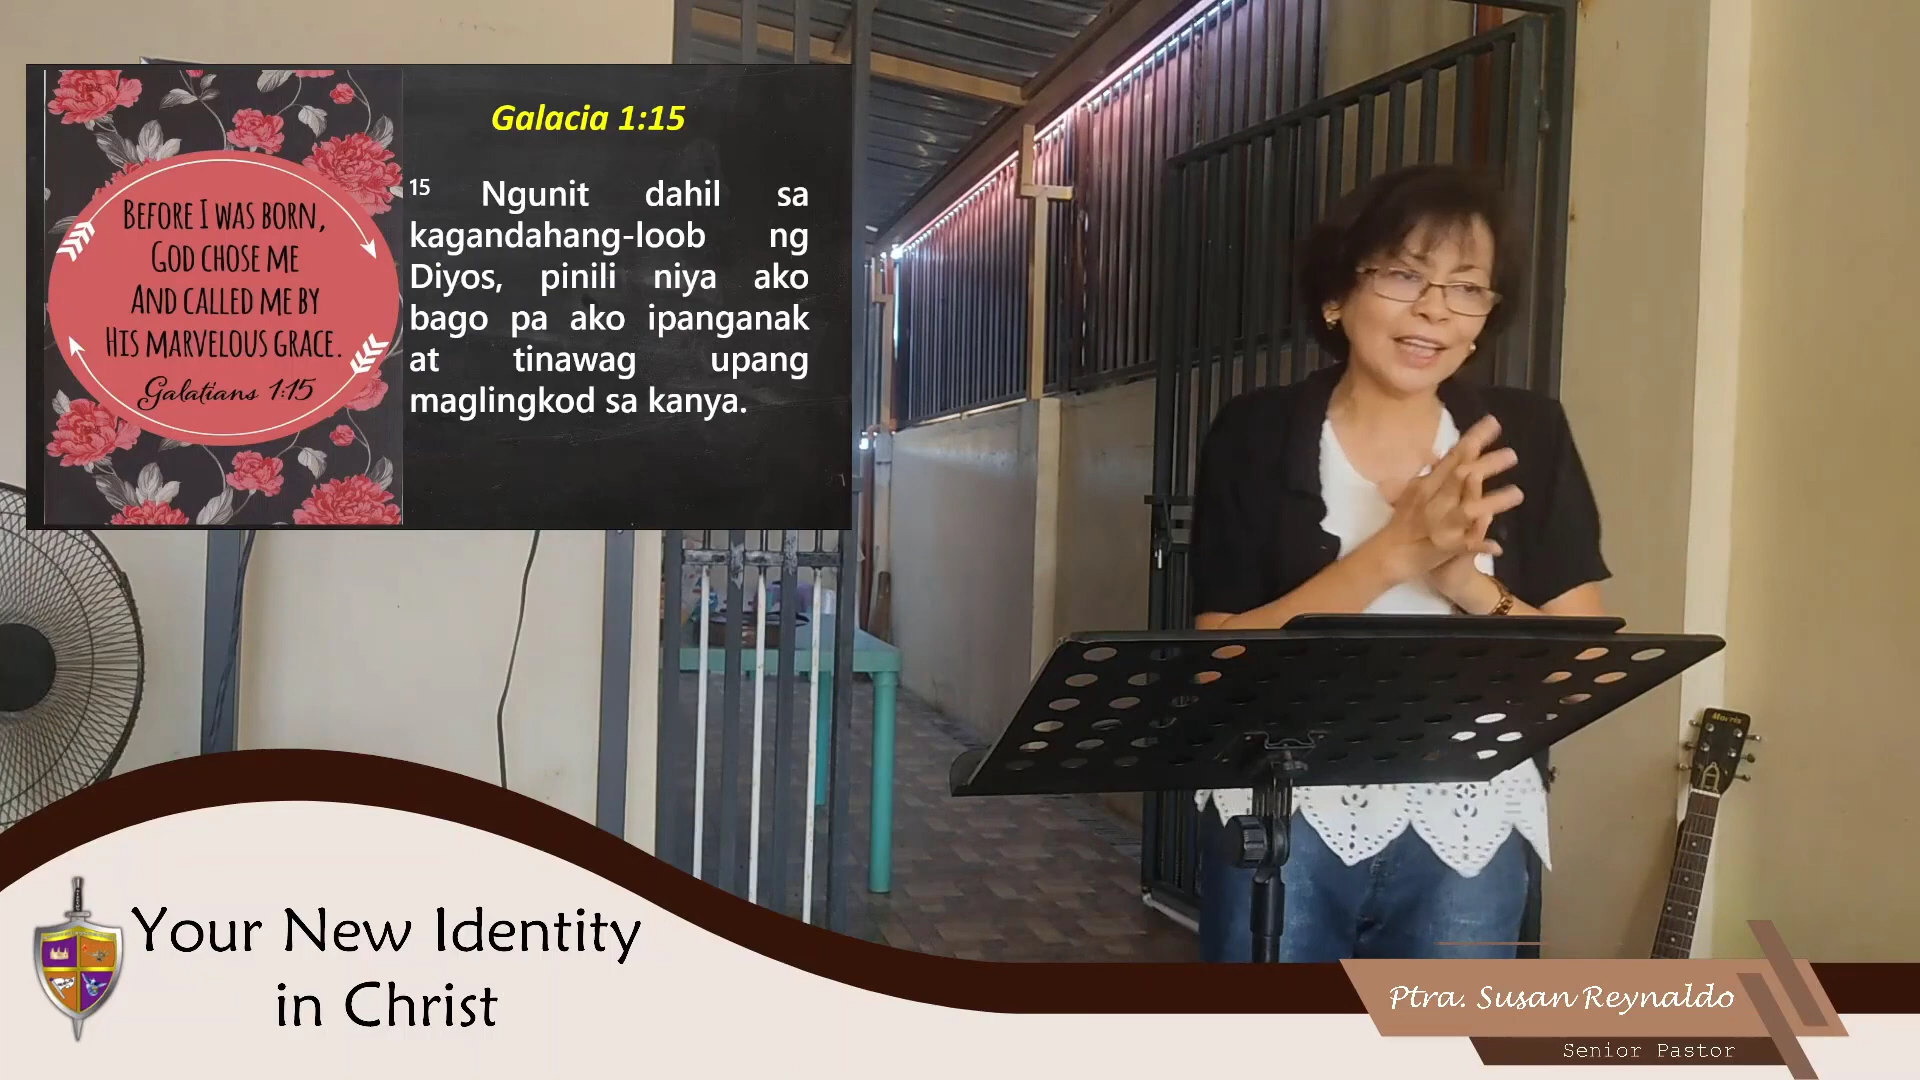 BEFORE I WAS BORN,
GOD CHOSE ME
AND CALLED ME BY
HIS MARVELOUS GRACE.
Galatians 1:15
Galacia 1:15
15 Ngunit dahil sa
kagandahang-loob ng
Diyos, pinili niya ako
bago pa ako ipanganak
at tinawag upang
maglingkod sa kanya.
Morris
Your New Identity
in Christ
Ptra. Susan Reynaldo
Senior Pastor